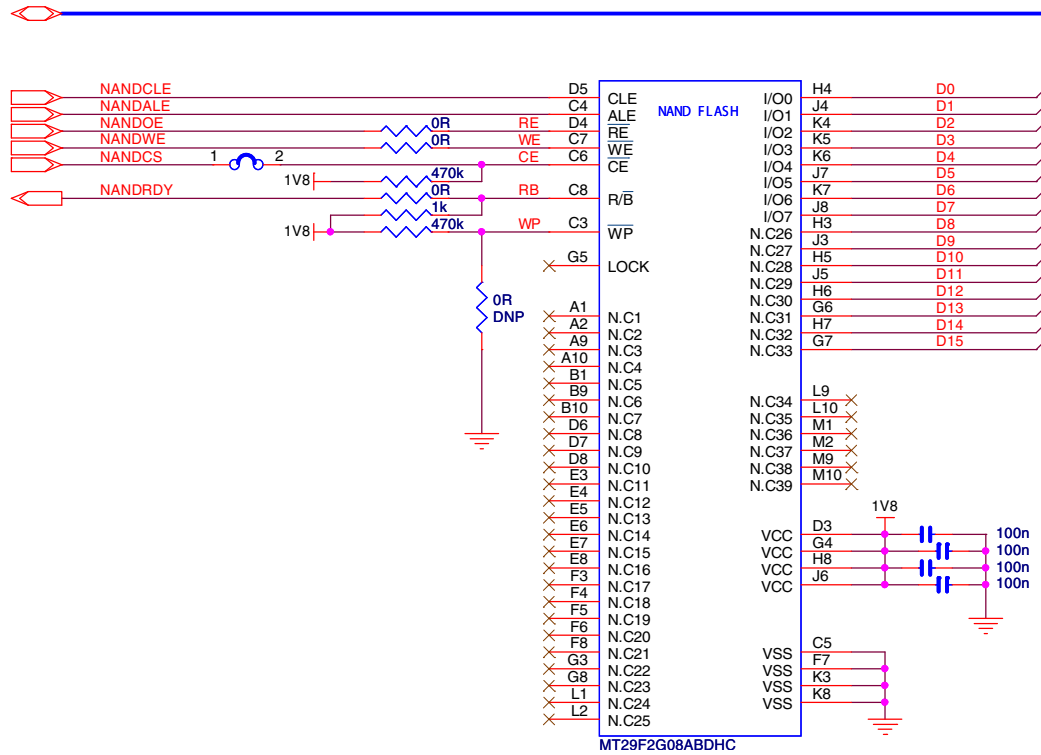 NANDCLE D5 CLE NAND FLASH I/O0 H4 D0
NANDALE C4 ALE I/O1 J4 D1
NANDOE 0R RE D4 RE I/O2 K4 D2
NANDWE 0R WE C7 WE I/O3 K5 D3
NANDCS 1 2 CE C6 CE I/O4 K6 D4
1V8 470k I/O5 J7 D5
NANDRDY 0R RB C8 R/B I/O6 K7 D6
1k I/O7 J8 D7
1V8 470k WP C3 WP N.C26 H3 D8
N.C27 J3 D9
G5 LOCK N.C28 H5 D10
N.C29 J5 D11
0R N.C30 H6 D12
DNP
A1 N.C1 N.C31 G6 D13
A2 N.C2 N.C32 H7 D14
A9 N.C3 N.C33 G7 D15
A10 N.C4
B1 N.C5
B9 N.C6 N.C34 L9
B10 N.C7 N.C35 L10
D6 N.C8 N.C36 M1
D7 N.C9 N.C37 M2
D8 N.C10 N.C38 M9
E3 N.C11 N.C39 M10
E4 N.C12 1V8
E5 N.C13
E6 N.C14 VCC D3 100n
E7 N.C15 VCC G4 100n
E8 N.C16 VCC H8 100n
F3 N.C17 VCC J6 100n
F4 N.C18
F5 N.C19
F6 N.C20
F8 N.C21 VSS C5
G3 N.C22 VSS F7
G8 N.C23 VSS K3
L1 N.C24 VSS K8
L2 N.C25
MT29F2G08ABDHC